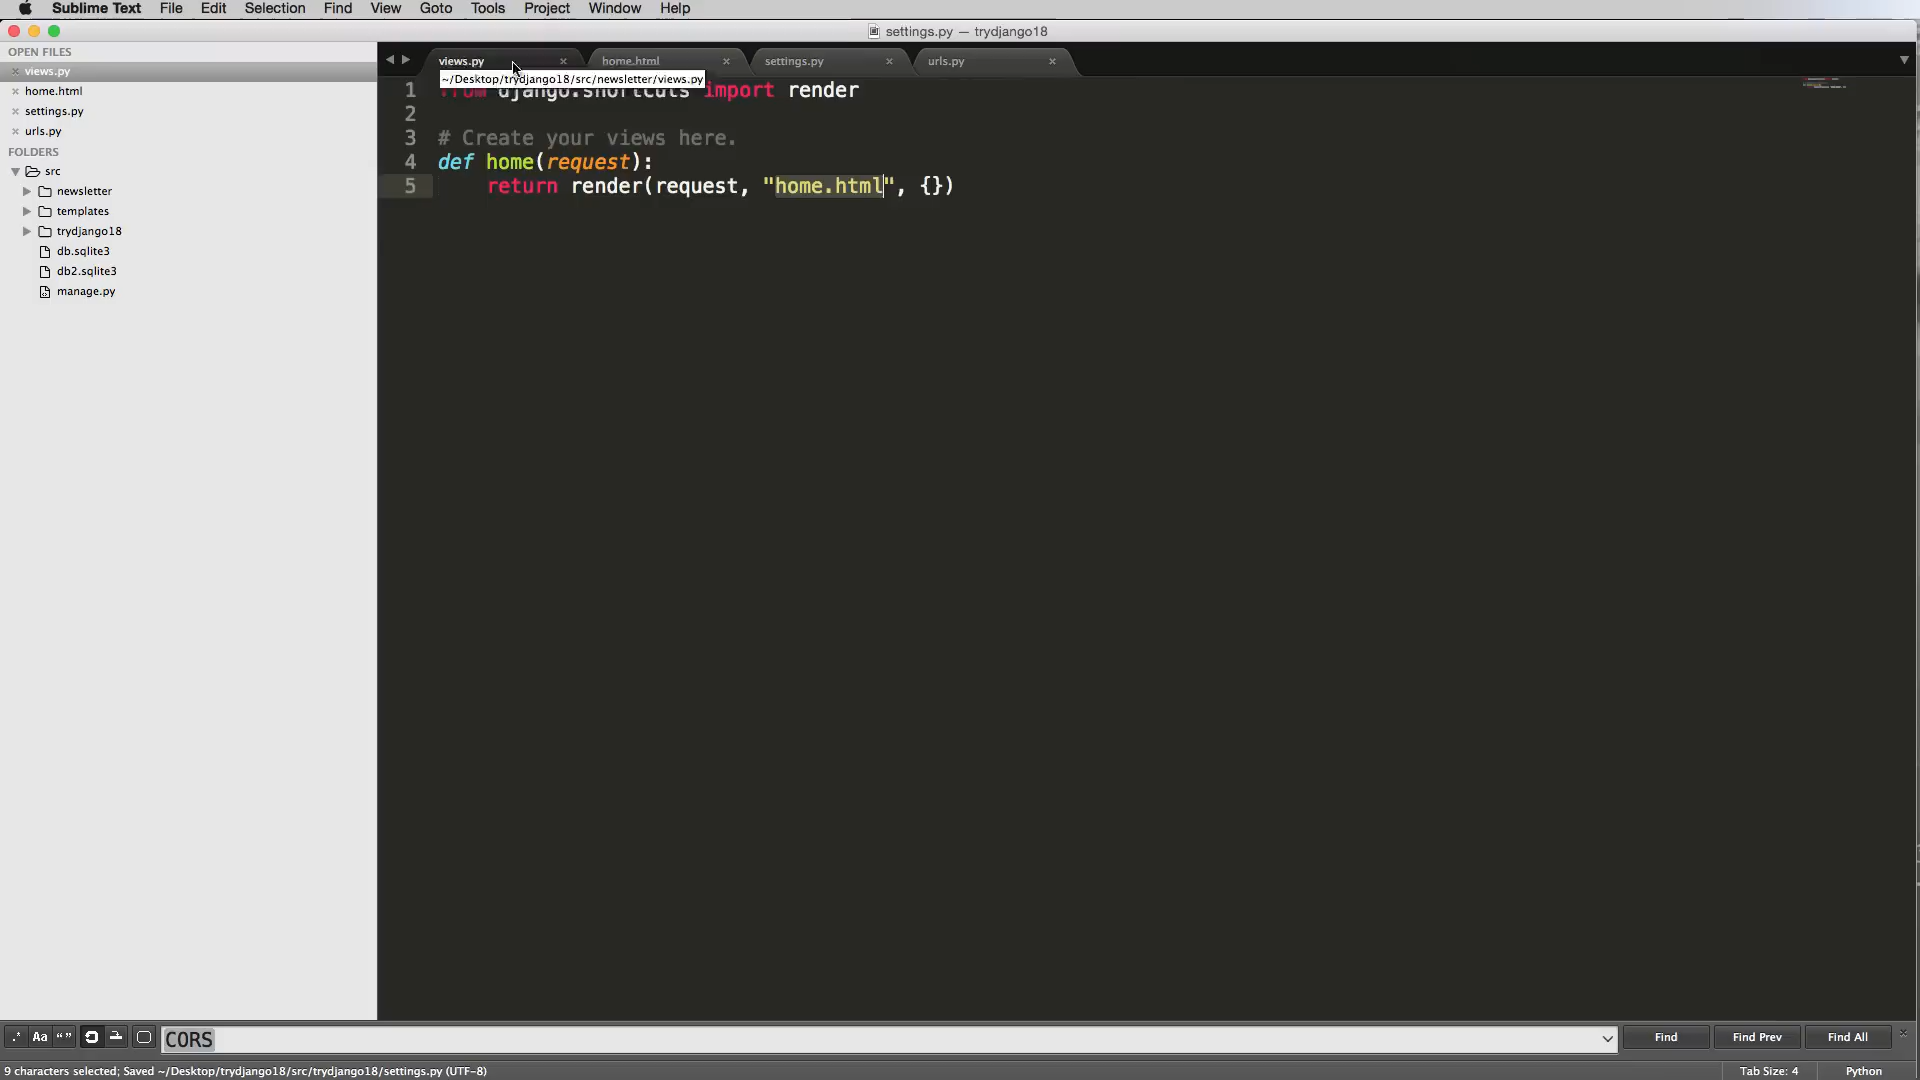 Sublime Text File Edit Selection Find View Goto Tools Project Window Help
settings.py — trydjango18
OPEN FILES
views.py
home.html
settings.py
urls.py
FOLDERS
src
newsletter
templates
trydjango18
db.sqlite3
db2.sqlite3
manage.py
views.py home.html settings.py urls.py
~/Desktop/trydjango18/src/newsletter/views.py
1 from django.shortcuts import render
2
3 # Create your views here.
4 def home(request):
5 return render(request, "home.html", {})
.* Aa “ ” CORS Find Find Prev Find All
9 characters selected; Saved ~/Desktop/trydjango18/src/trydjango18/settings.py (UTF-8) Tab Size: 4 Python